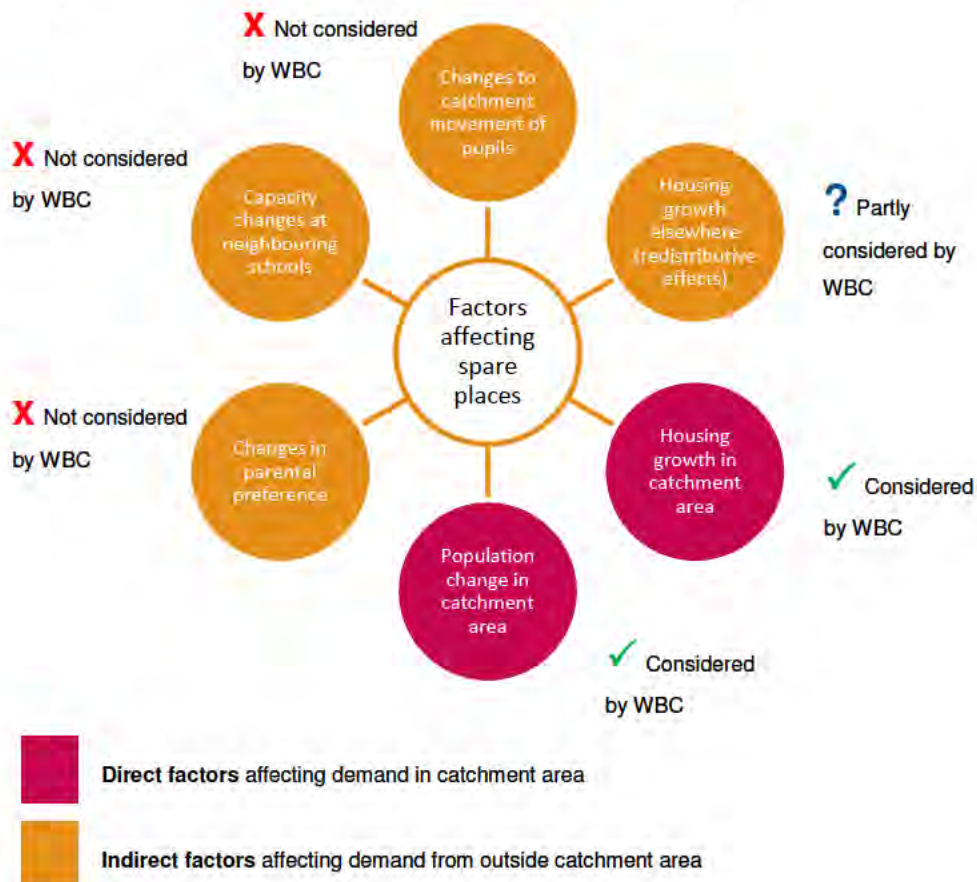 X Not considered
by WBC
Changes to
catchment
movement of
pupils
X Not considered
by WBC
Capacity
changes at
neighbouring
schools
Housing
growth
elsewhere
(redistributive
effects)
? Partly
considered by
WBC
Factors
affecting
spare
places
X Not considered
by WBC
Changes in
parental
preference
Housing
growth in
catchment
area
✓ Considered
by WBC
Population
change in
catchment
area
✓ Considered
by WBC
Direct factors affecting demand in catchment area
Indirect factors affecting demand from outside catchment area